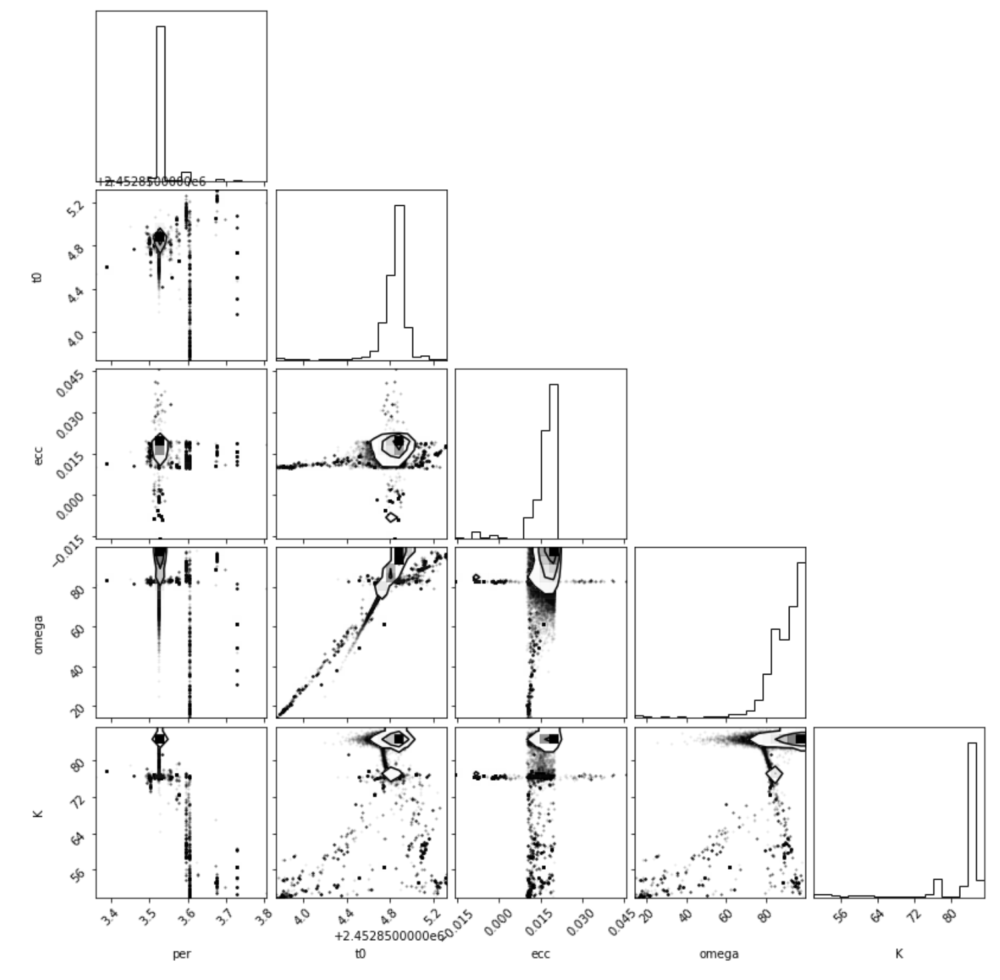 +2.4528500000e6
5.2
4.8
4.4
4.0
t0
0.045
0.030
0.015
0.000
−0.015
ecc
80
60
40
20
omega
80
72
64
56
K
3.4 3.5 3.6 3.7 3.8
per
4.0 4.4 4.8 5.2
+2.4528500000e6
t0
−0.015 0.000 0.015 0.030 0.045
ecc
20 40 60 80
omega
56 64 72 80
K